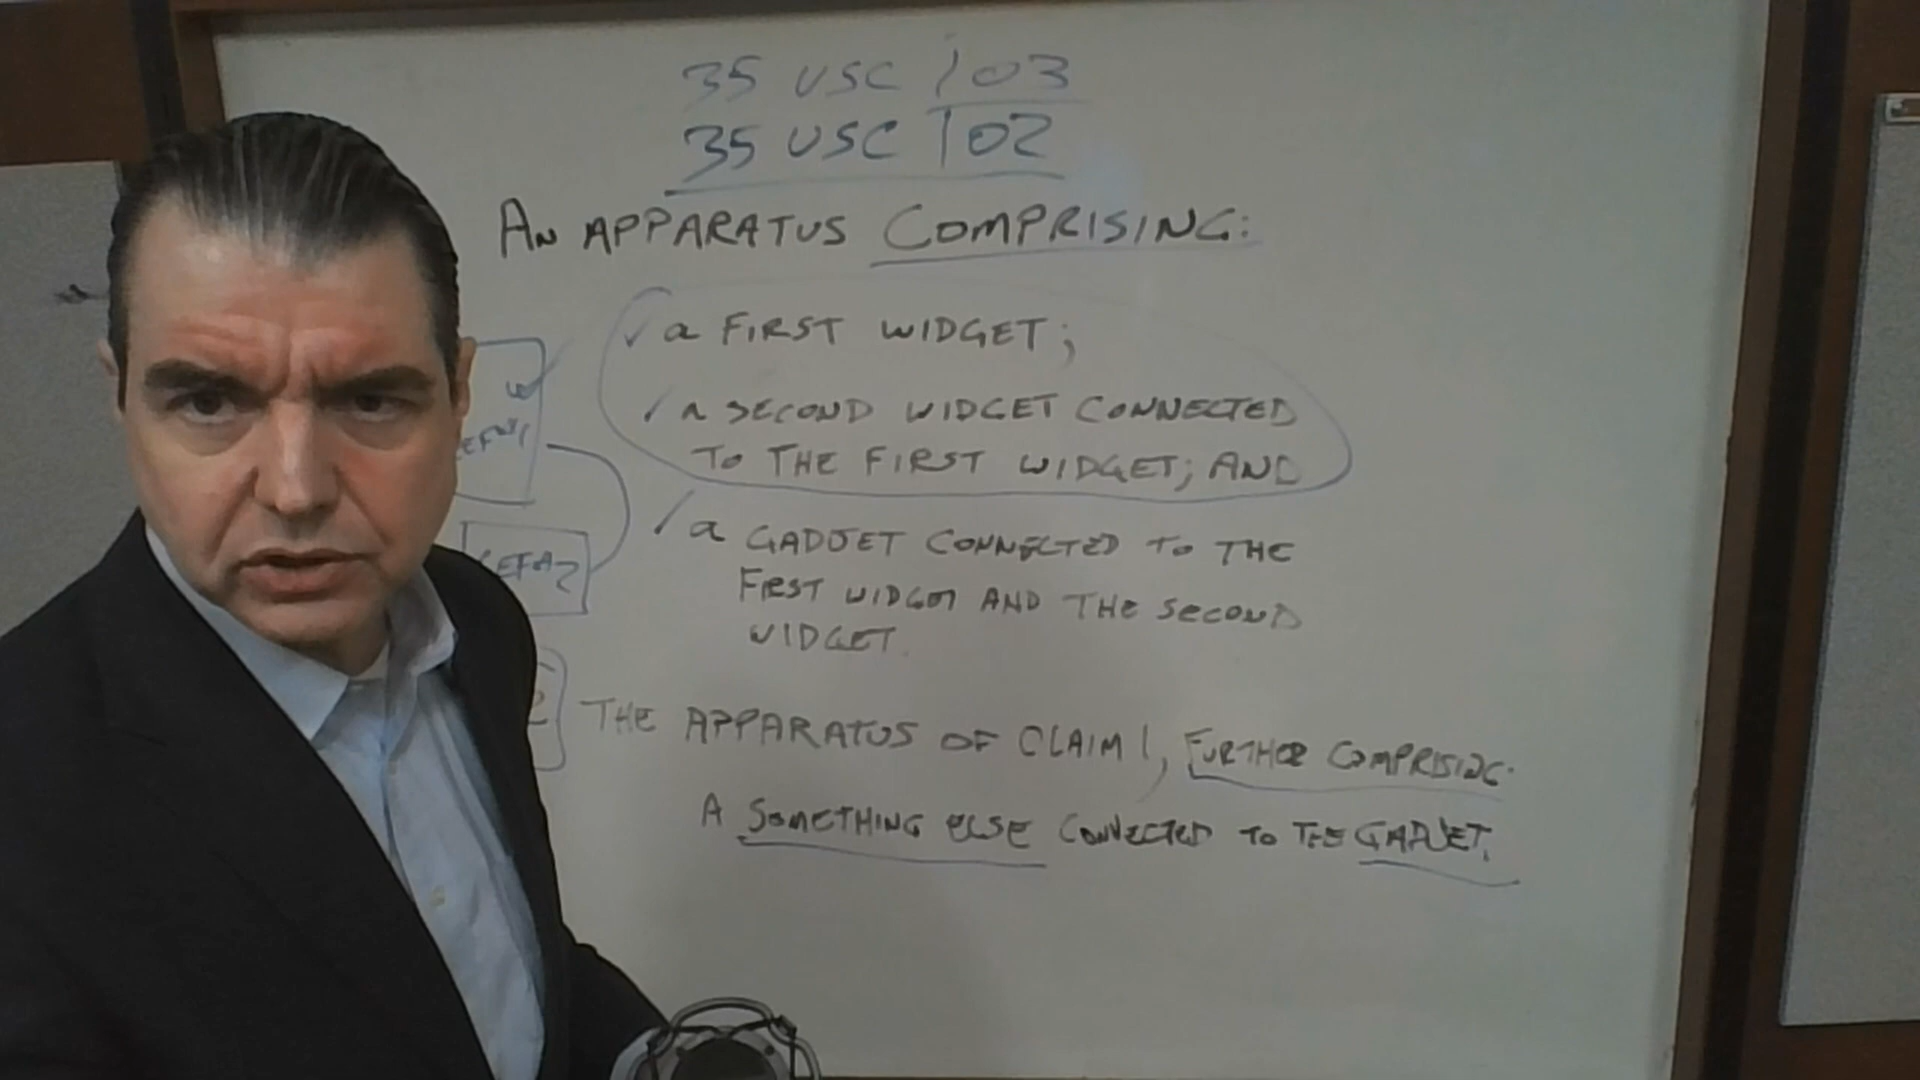 35 USC 103
35 USC 102
AN APPARATUS COMPRISING:
a FIRST WIDGET;
A SECOND WIDGET CONNECTED
TO THE FIRST WIDGET; AND
a GADJET CONNECTED TO THE
FIRST WIDGET AND THE SECOND
WIDGET.
THE APPARATUS OF CLAIM 1, FURTHER COMPRISING:
A SOMETHING ELSE CONNECTED TO THE GADJET.